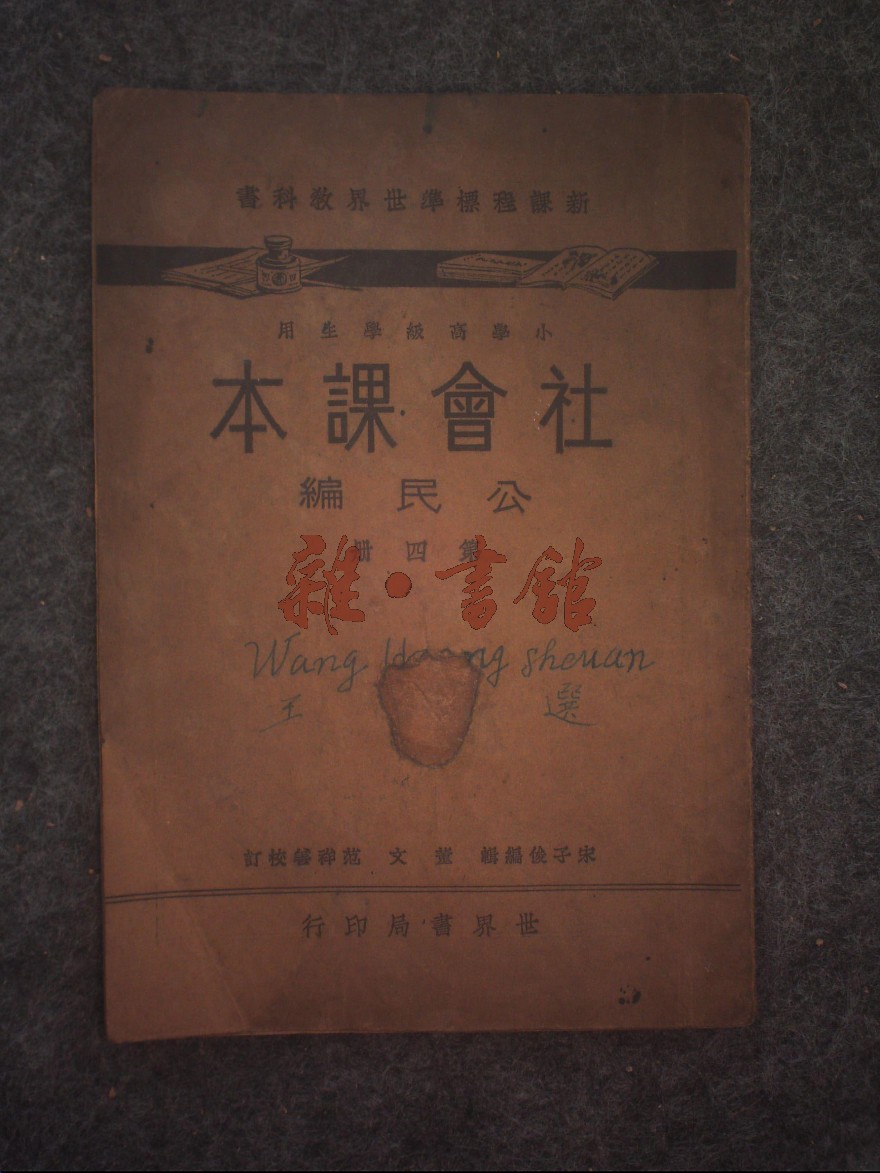 新課程標準世界教科書
小學高級學生用
社會課本
公民編
第四冊
雜·書館
Wang sheuan
王 選
宋子俊編輯 董文 范祥善校訂
世界書局印行